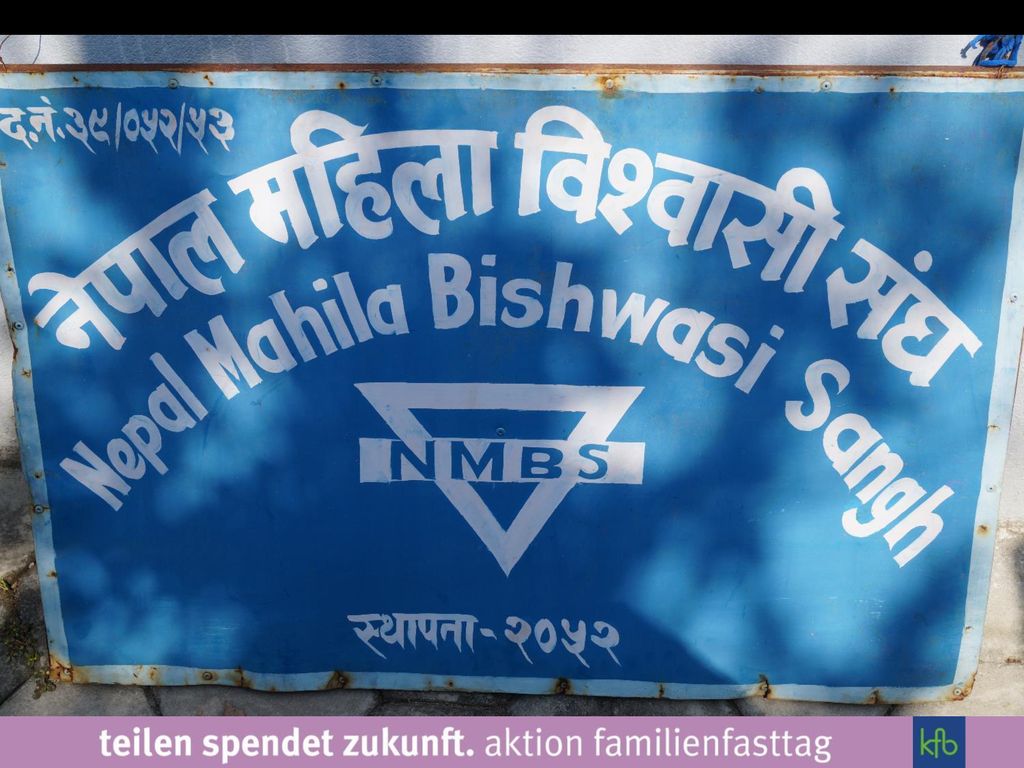 द.नं.३९/०५२/५३
नेपाल महिला विश्वासी संघ
Nepal Mahila Bishwasi Sangh
NMBS
स्थापना - २०५२
teilen spendet zukunft. aktion familienfasttag
kfb